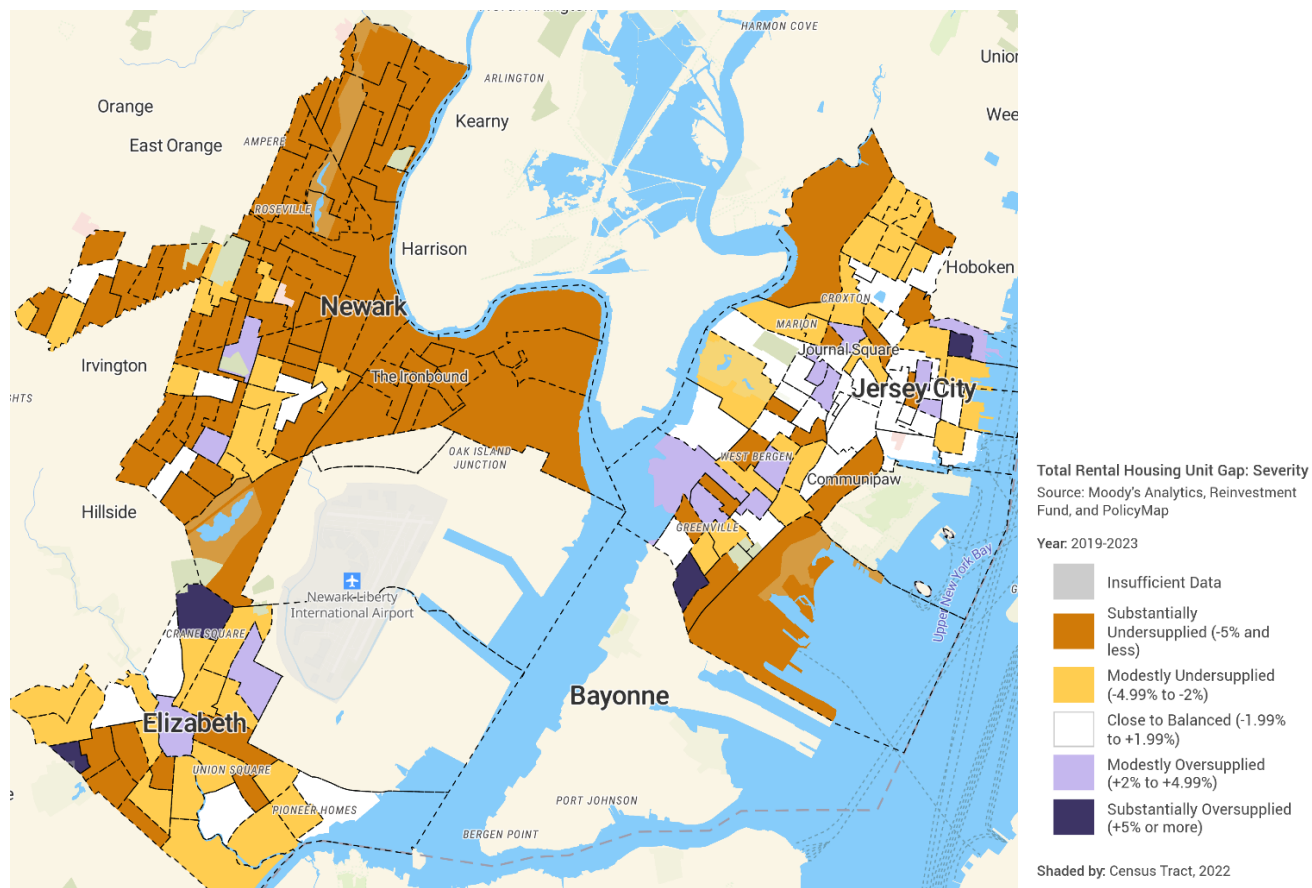 HARMON COVE
Union
ARLINGTON
Orange
Kearny
Wee
East Orange
AMPERE
ROSEVILLE
Harrison
Hoboken
Newark
CROXTON
MARION
Journal Square
Irvington
The Ironbound
Jersey City
GHTS
OAK ISLAND
JUNCTION
WEST BERGEN
Communipaw
Hillside
GREENVILLE
Upper New York Bay
Newark Liberty
International Airport
CRANE SQUARE
Bayonne
Elizabeth
UNION SQUARE
PIONEER HOMES
PORT JOHNSON
BERGEN POINT
Total Rental Housing Unit Gap: Severity
Source: Moody's Analytics, Reinvestment
Fund, and PolicyMap
Year: 2019-2023
Insufficient Data
Substantially
Undersupplied (-5% and
less)
Modestly Undersupplied
(-4.99% to -2%)
Close to Balanced (-1.99%
to +1.99%)
Modestly Oversupplied
(+2% to +4.99%)
Substantially Oversupplied
(+5% or more)
Shaded by: Census Tract, 2022